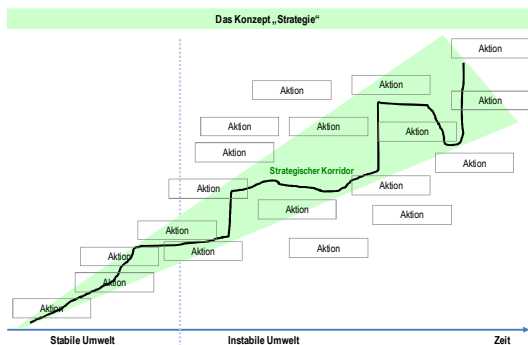 Das Konzept „Strategie“
Aktion
Aktion
Aktion
Aktion
Aktion
Aktion
Aktion
Aktion
Aktion
Strategischer Korridor
Aktion
Aktion
Aktion
Aktion
Aktion
Aktion
Aktion
Aktion
Aktion
Aktion
Stabile Umwelt
Instabile Umwelt
Zeit